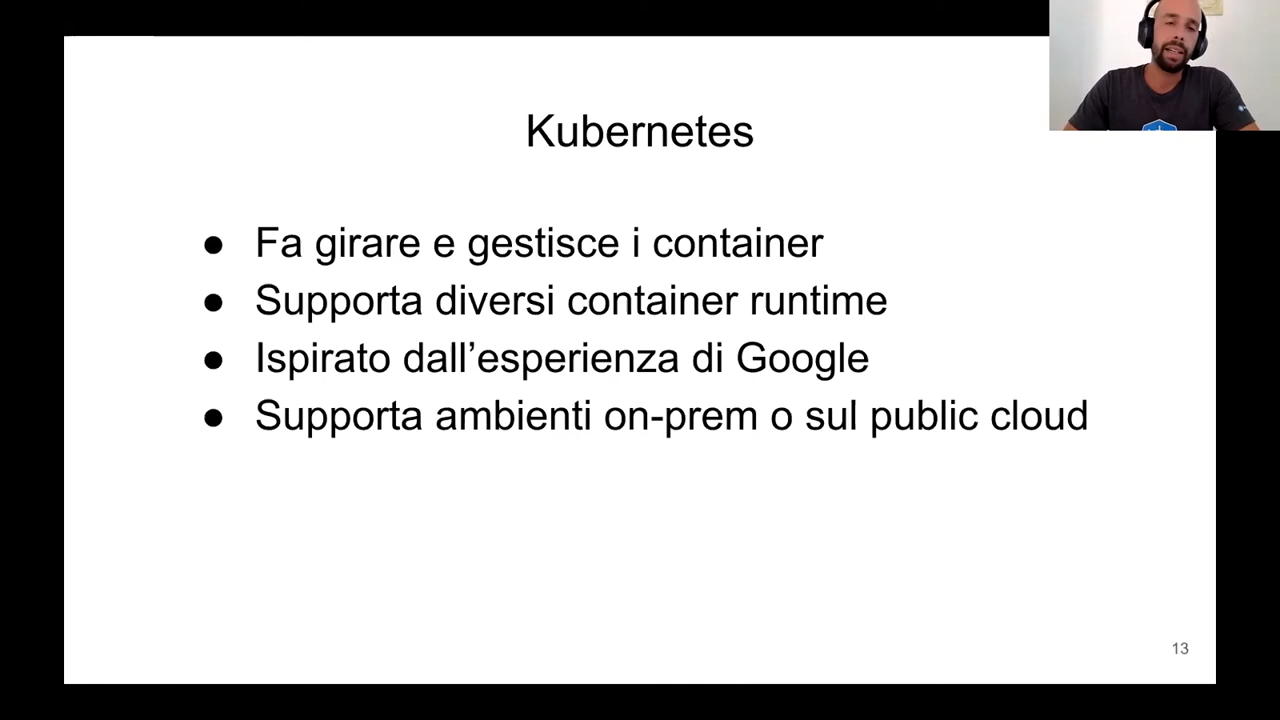 Kubernetes
● Fa girare e gestisce i container
● Supporta diversi container runtime
● Ispirato dall’esperienza di Google
● Supporta ambienti on-prem o sul public cloud
13